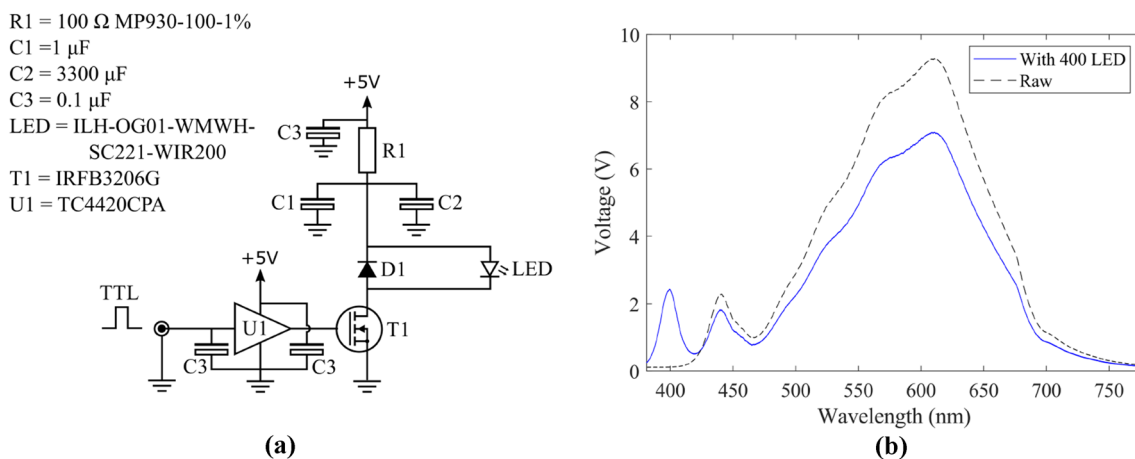 R1 = 100 Ω MP930-100-1%
C1 =1 μF
C2 = 3300 μF
C3 = 0.1 μF
LED = ILH-OG01-WMWH-
SC221-WIR200
T1 = IRFB3206G
U1 = TC4420CPA
+5V
C3
R1
C1
C2
+5V
D1
LED
TTL
U1
T1
C3
C3
(a)
10
8
6
4
2
0
Voltage (V)
With 400 LED
Raw
400
450
500
550
600
650
700
750
Wavelength (nm)
(b)